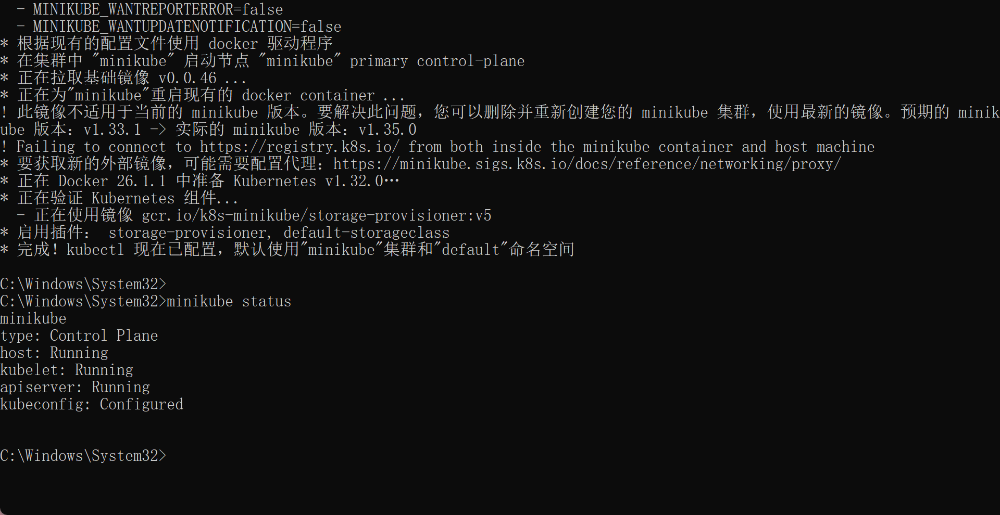 - MINIKUBE_WANTREPORTERROR=false
- MINIKUBE_WANTUPDATENOTIFICATION=false
* 根据现有的配置文件使用 docker 驱动程序
* 在集群中 "minikube" 启动节点 "minikube" primary control-plane
* 正在拉取基础镜像 v0.0.46 ...
* 正在为"minikube"重启现有的 docker container ...
! 此镜像不适用于当前的 minikube 版本。要解决此问题，您可以删除并重新创建您的 minikube 集群，使用最新的镜像。预期的 minik
ube 版本：v1.33.1 -> 实际的 minikube 版本：v1.35.0
! Failing to connect to https://registry.k8s.io/ from both inside the minikube container and host machine
* 要获取新的外部镜像，可能需要配置代理：https://minikube.sigs.k8s.io/docs/reference/networking/proxy/
* 正在 Docker 26.1.1 中准备 Kubernetes v1.32.0…
* 正在验证 Kubernetes 组件...
- 正在使用镜像 gcr.io/k8s-minikube/storage-provisioner:v5
* 启用插件： storage-provisioner, default-storageclass
* 完成！kubectl 现在已配置，默认使用"minikube"集群和"default"命名空间
C:\Windows\System32>
C:\Windows\System32>minikube status
minikube
type: Control Plane
host: Running
kubelet: Running
apiserver: Running
kubeconfig: Configured
C:\Windows\System32>